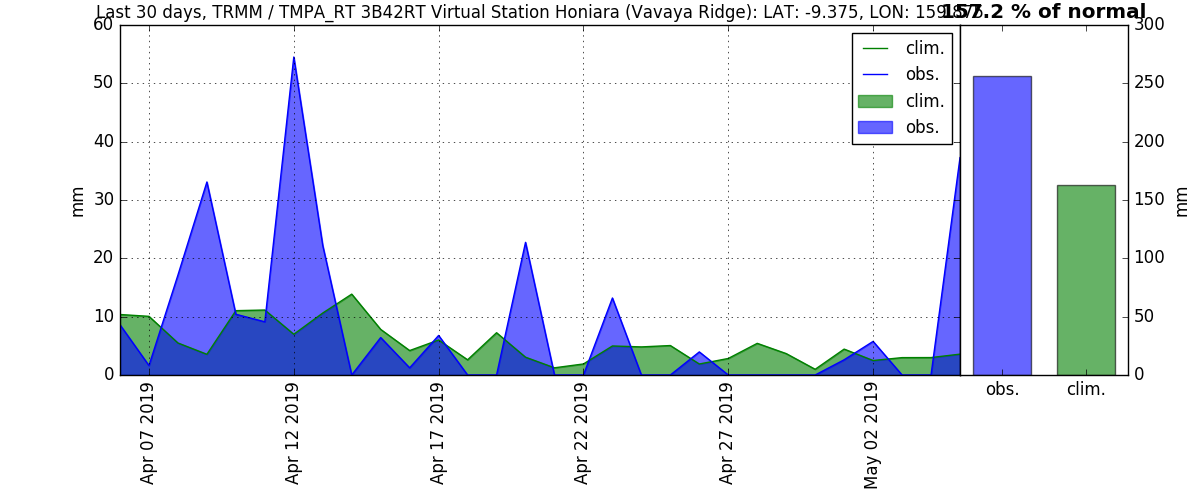 Last 30 days, TRMM / TMPA_RT 3B42RT Virtual Station Honiara (Vavaya Ridge): LAT: -9.375, LON: 159.875
157.2 % of normal
60
50
40
30
20
10
0
mm
clim.
obs.
clim.
obs.
300
250
200
150
100
50
0
mm
obs.
clim.
Apr 07 2019
Apr 12 2019
Apr 17 2019
Apr 22 2019
Apr 27 2019
May 02 2019